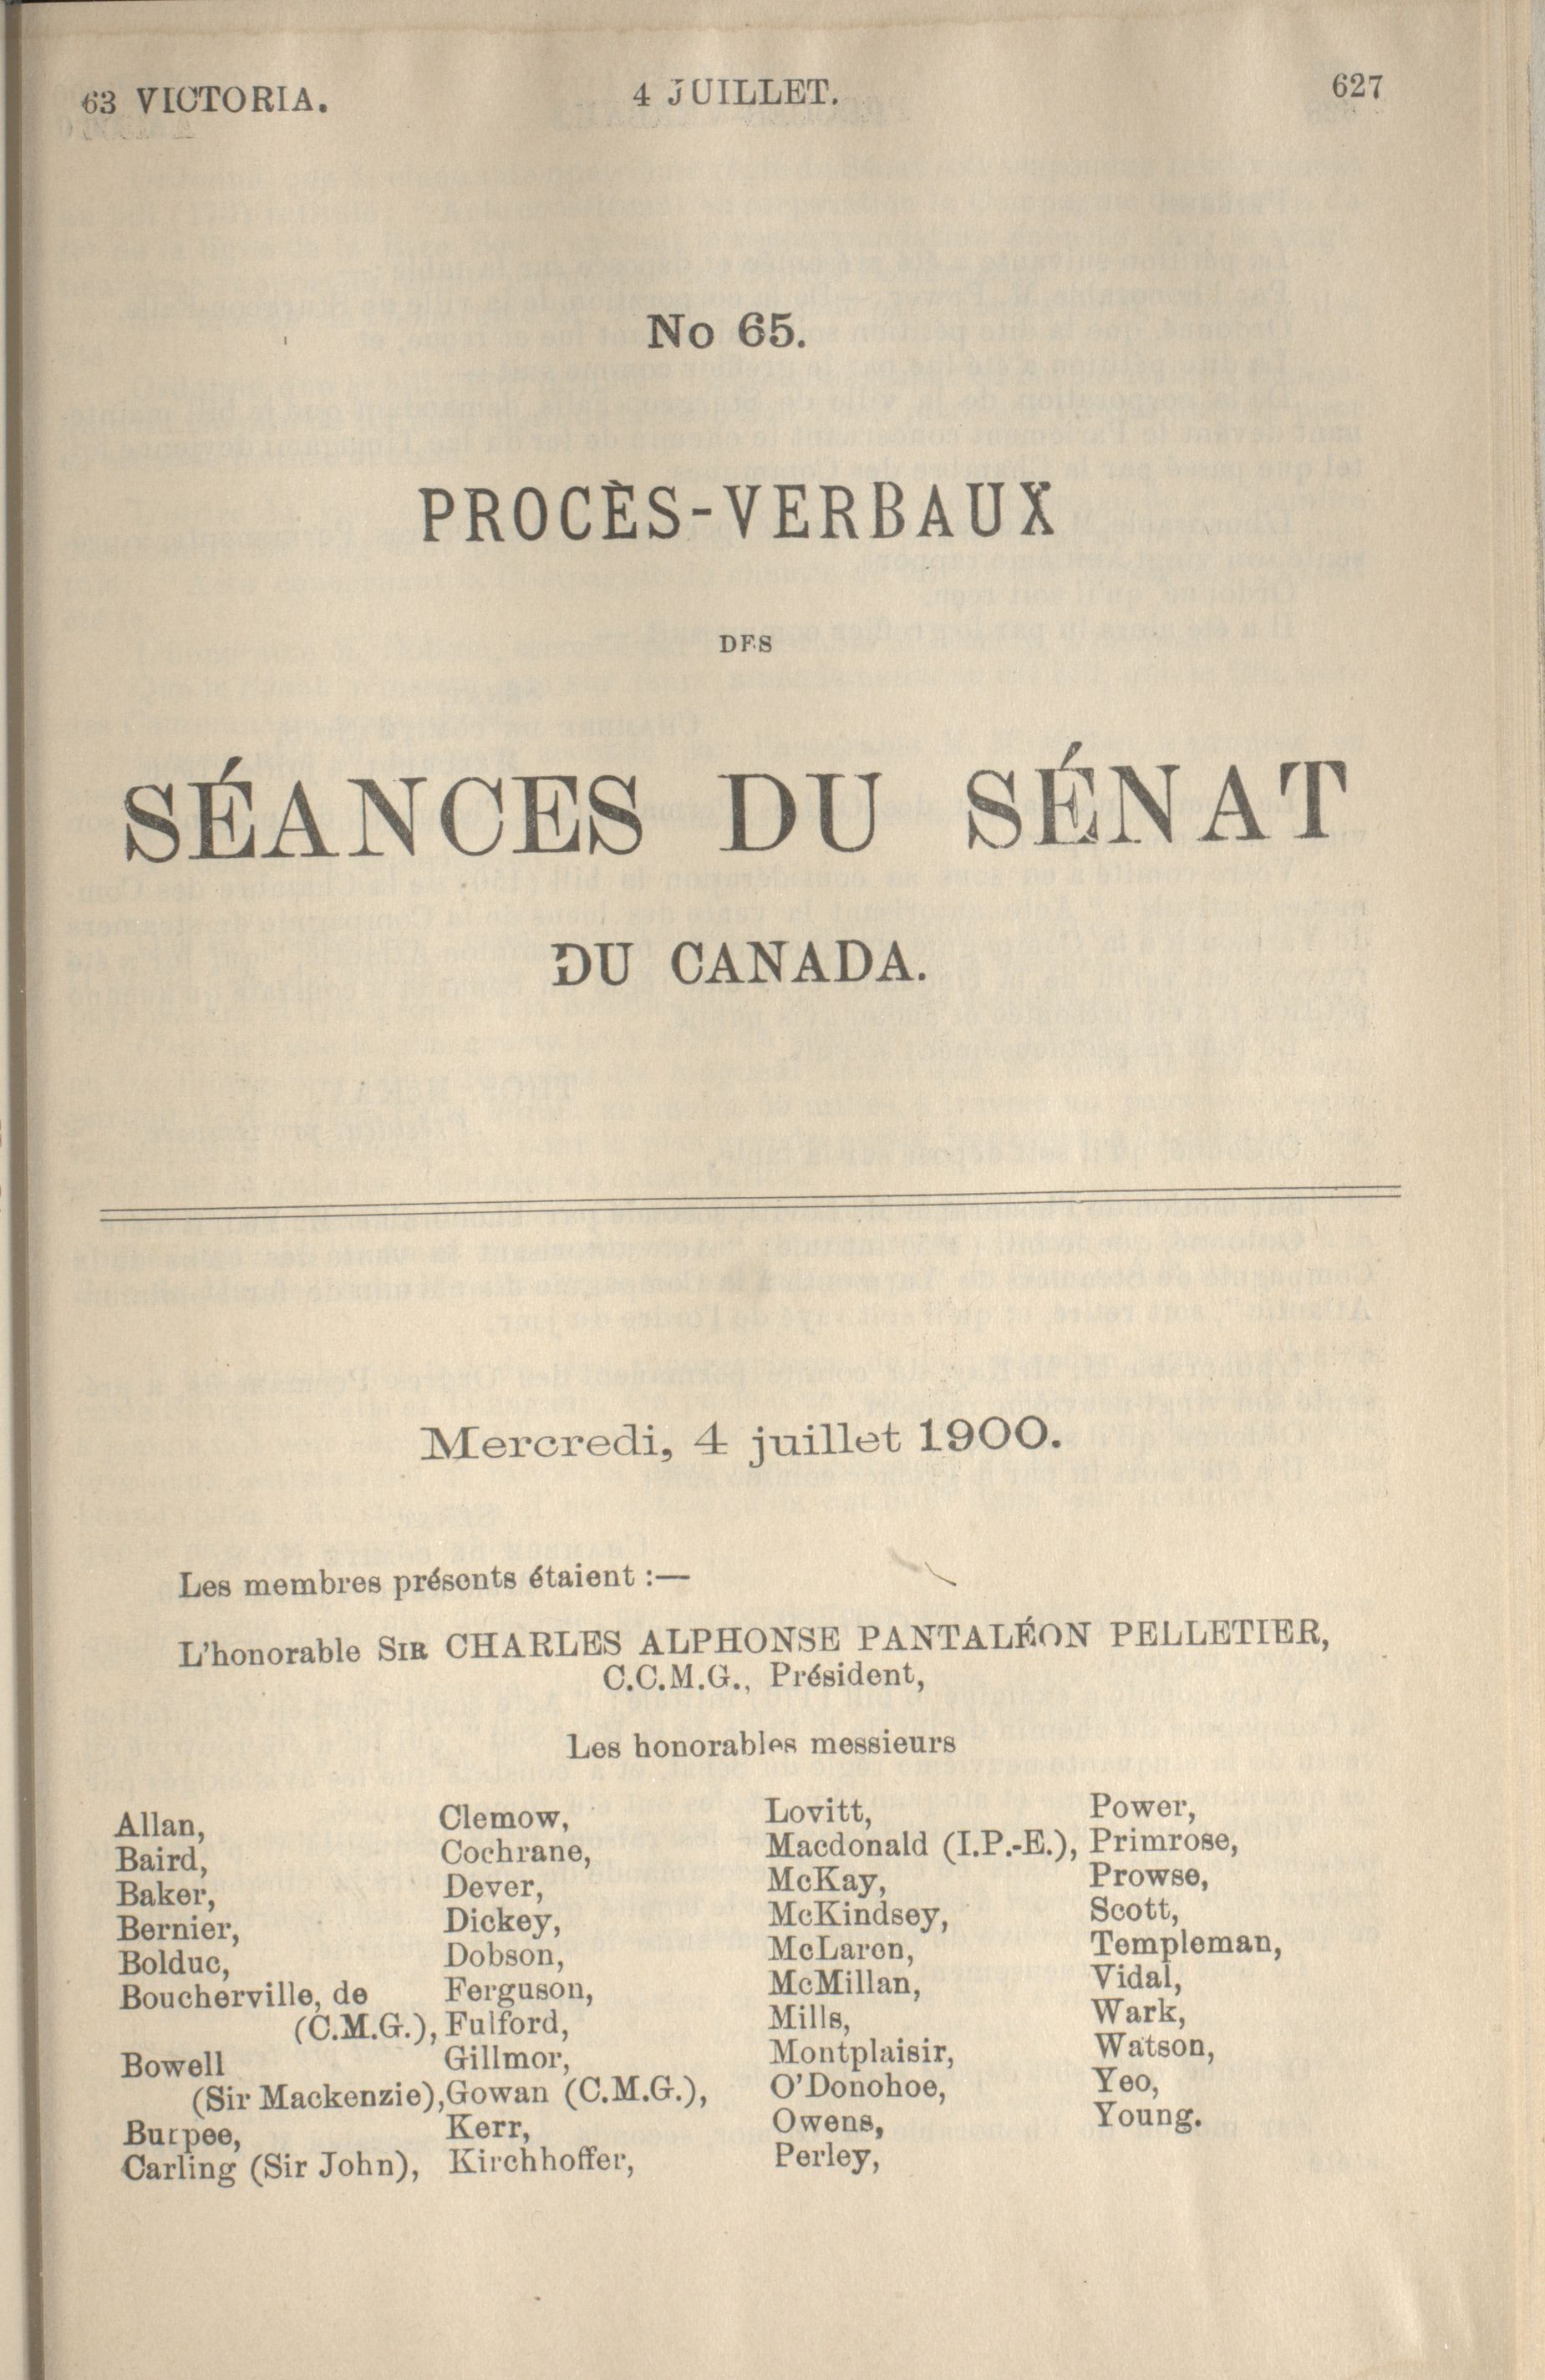 63 VICTORIA.
4 JUILLET.
627
No 65.
PROCÈS-VERBAUX
DES
SÉANCES DU SÉNAT
DU CANADA.
Mercredi, 4 juillet 1900.
Les membres présents étaient :—
L'honorable SIR CHARLES ALPHONSE PANTALÉON PELLETIER,
C.C.M.G., Président,
Les honorables messieurs
Allan,
Baird,
Baker,
Bernier,
Bolduc,
Boucherville, de
(C.M.G.),
Bowell
(Sir Mackenzie),
Burpee,
Carling (Sir John),
Clemow,
Cochrane,
Dever,
Dickey,
Dobson,
Ferguson,
Fulford,
Gillmor,
Gowan (C.M.G.),
Kerr,
Kirchhoffer,
Lovitt,
Macdonald (I.P.-E.),
McKay,
McKindsey,
McLaren,
McMillan,
Mills,
Montplaisir,
O'Donohoe,
Owens,
Perley,
Power,
Primrose,
Prowse,
Scott,
Templeman,
Vidal,
Wark,
Watson,
Yeo,
Young.